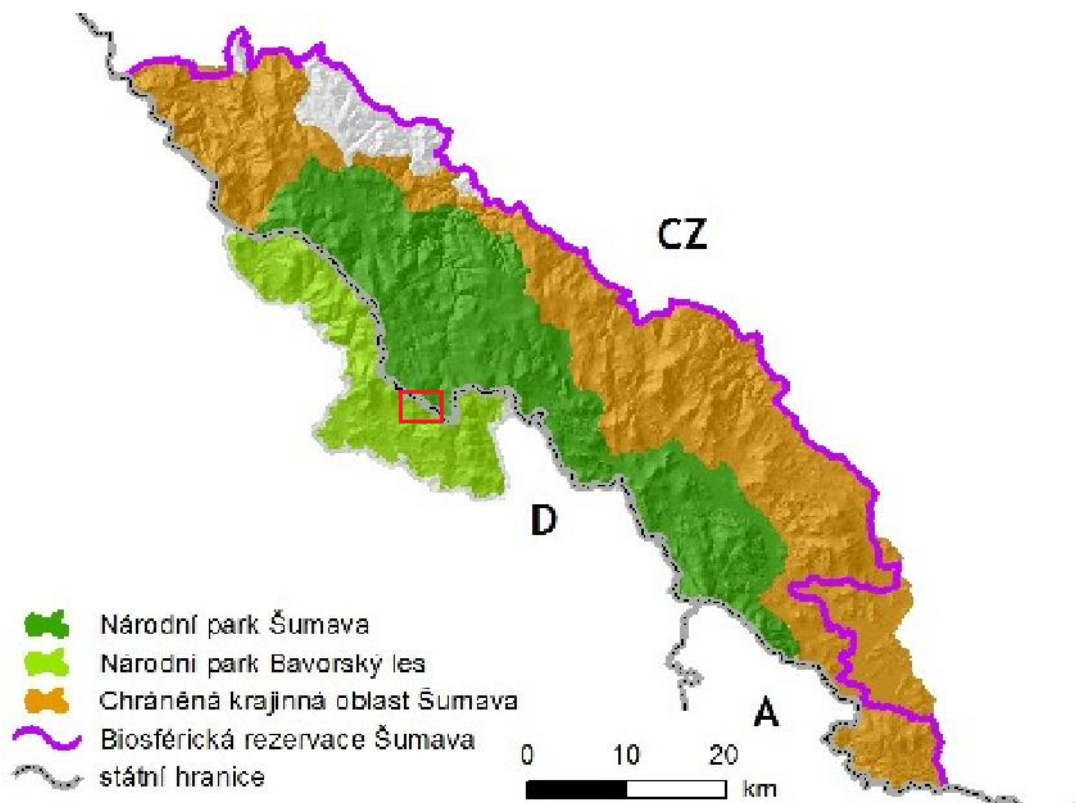 CZ
D
A
Národní park Šumava
Národní park Bavorský les
Chráněná krajinná oblast Šumava
Biosférická rezervace Šumava
státní hranice
0 10 20
km